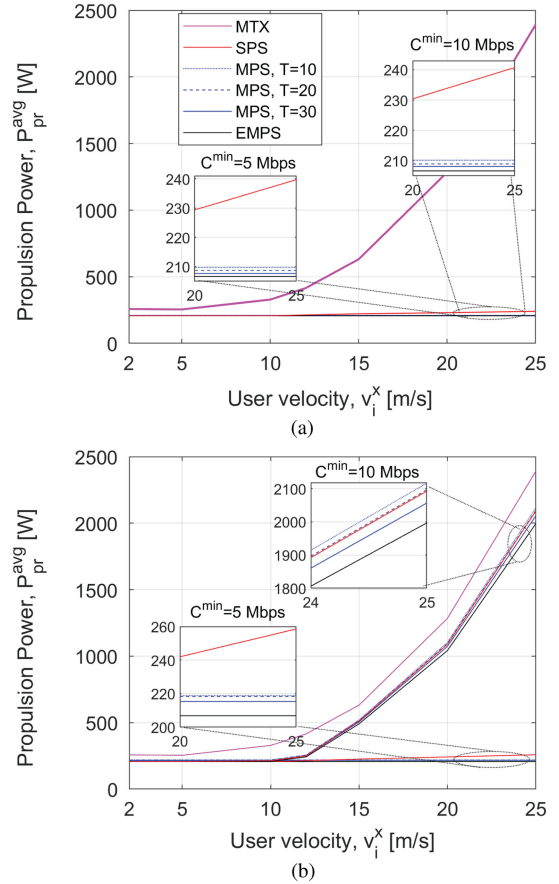 (a)
2500
2000
1500
1000
500
0
Propulsion Power, P_pr^avg [W]
MTX
SPS
MPS, T=10
MPS, T=20
MPS, T=30
EMPS
C^min=5 Mbps
240
230
220
210
20
25
C^min=10 Mbps
240
230
220
210
20
25
2
5
10
15
20
25
User velocity, v_i^x [m/s]
(a)
2500
2000
1500
1000
500
0
Propulsion Power, P_pr^avg [W]
C^min=10 Mbps
2100
2000
1900
1800
24
25
C^min=5 Mbps
260
240
220
200
20
25
2
5
10
15
20
25
User velocity, v_i^x [m/s]
(b)